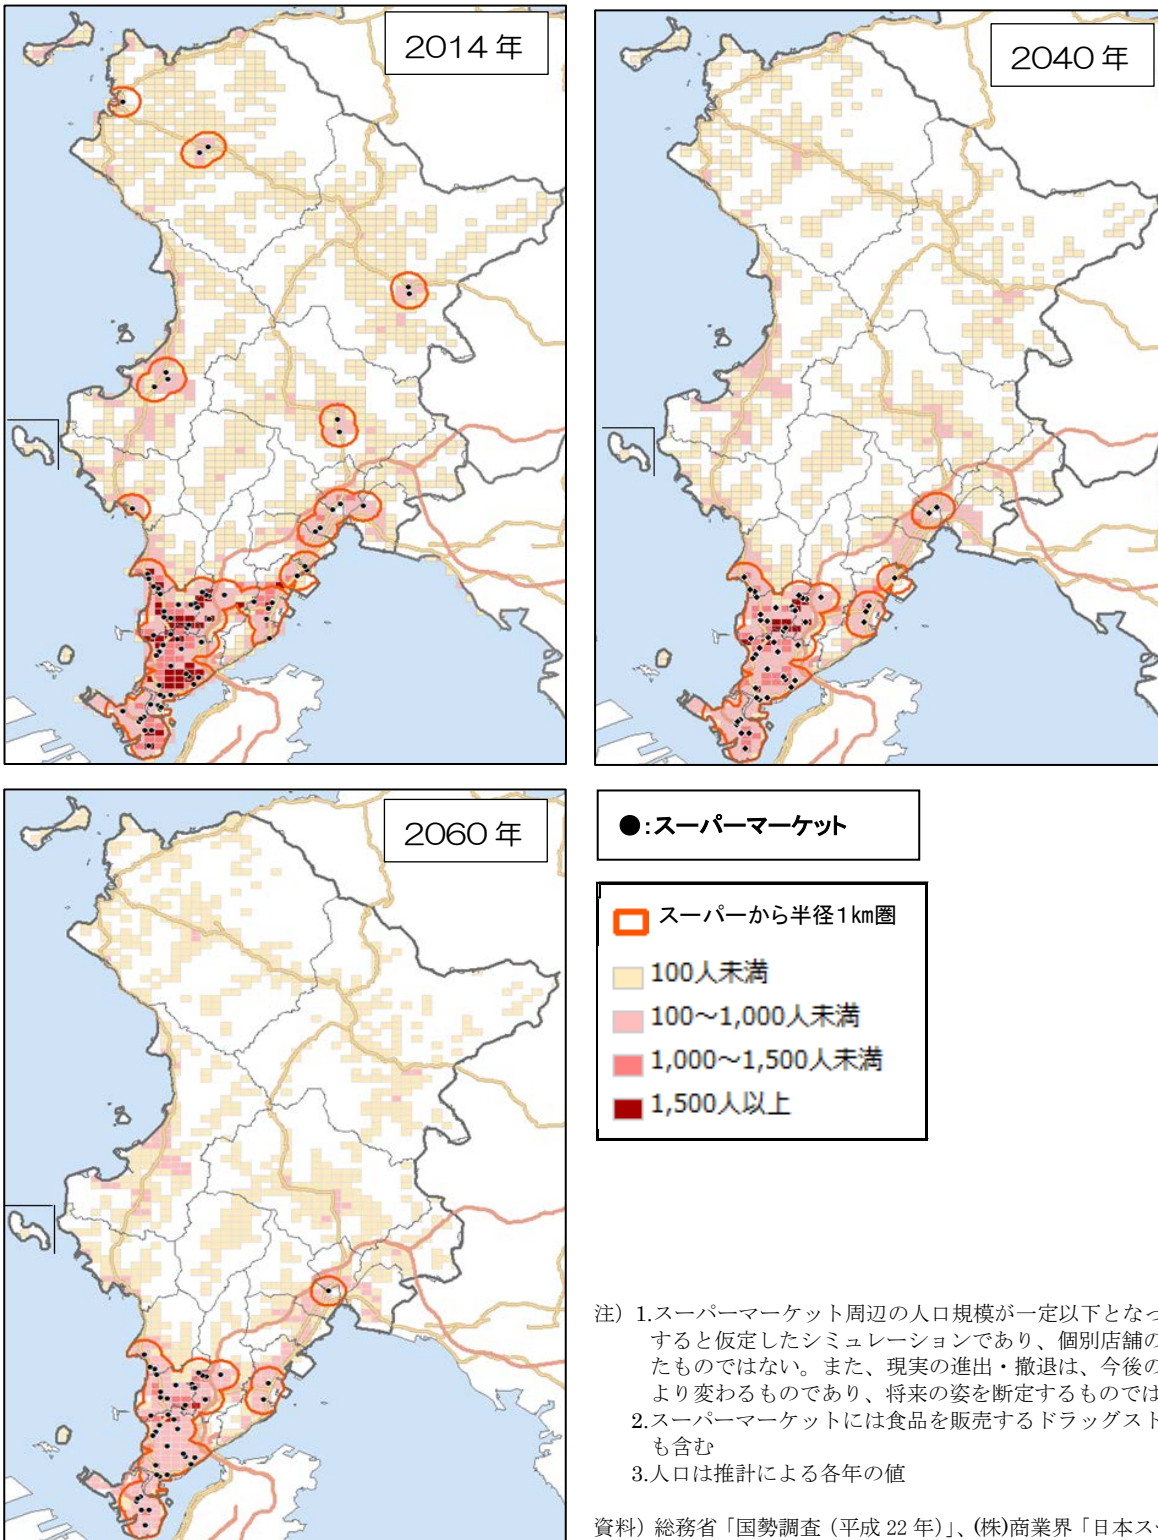 2014年
2040年
2060年
●:スーパーマーケット
スーパーから半径1km圏
100人未満
100～1,000人未満
1,000～1,500人未満
1,500人以上
注）1.スーパーマーケット周辺の人口規模が一定以下となっ
すると仮定したシミュレーションであり、個別店舗の
たものではない。また、現実の進出・撤退は、今後の
より変わるものであり、将来の姿を断定するものでは
2.スーパーマーケットには食品を販売するドラッグスト
も含む
3.人口は推計による各年の値
資料）総務省「国勢調査（平成 22 年）」、(株)商業界「日本スー